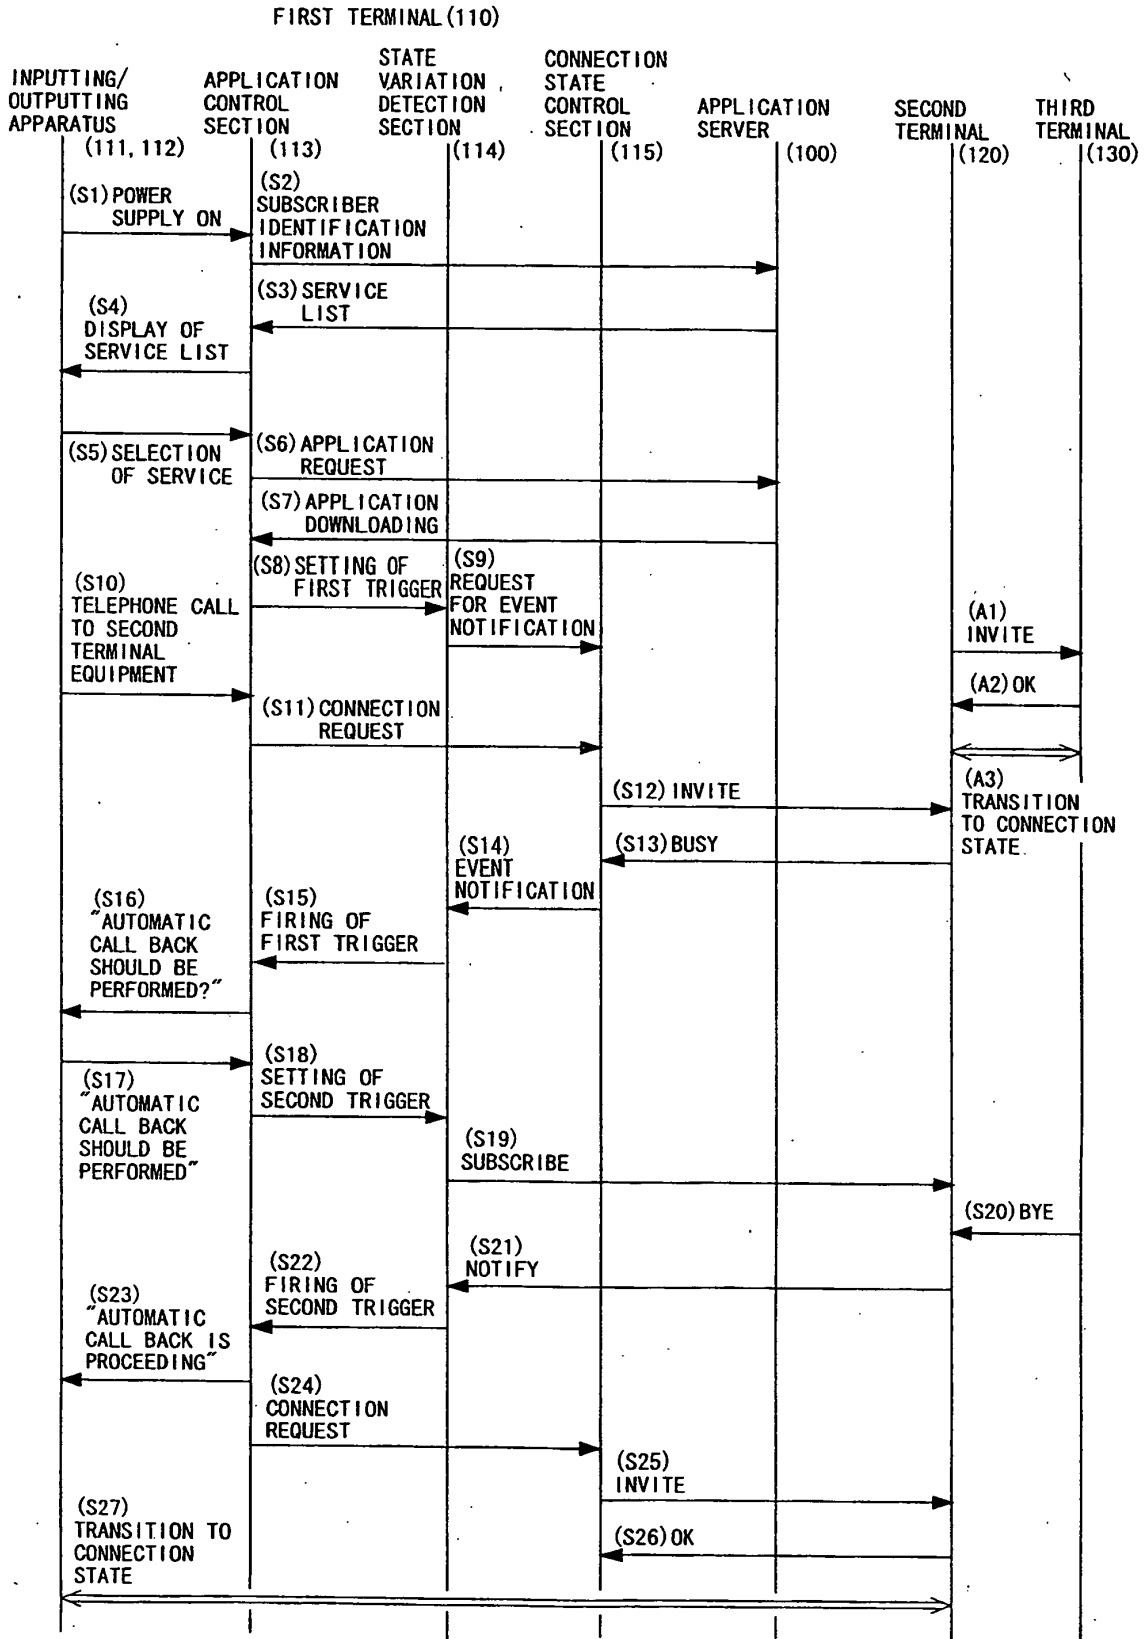 FIRST TERMINAL(110)
INPUTTING/
OUTPUTTING
APPARATUS
(111, 112)
APPLICATION
CONTROL
SECTION
(113)
STATE
VARIATION
DETECTION
SECTION
(114)
CONNECTION
STATE
CONTROL
SECTION
(115)
APPLICATION
SERVER
(100)
SECOND
TERMINAL
(120)
THIRD
TERMINAL
(130)
(S1)POWER
SUPPLY ON
(S2)
SUBSCRIBER
IDENTIFICATION
INFORMATION
(S3)SERVICE
LIST
(S4)
DISPLAY OF
SERVICE LIST
(S5)SELECTION
OF SERVICE
(S6)APPLICATION
REQUEST
(S7)APPLICATION
DOWNLOADING
(S8)SETTING OF
FIRST TRIGGER
(S9)
REQUEST
FOR EVENT
NOTIFICATION
(S10)
TELEPHONE CALL
TO SECOND
TERMINAL
EQUIPMENT
(A1)
INVITE
(A2)OK
(S11)CONNECTION
REQUEST
(S12)INVITE
(A3)
TRANSITION
TO CONNECTION
STATE
(S13)BUSY
(S14)
EVENT
NOTIFICATION
(S15)
FIRING OF
FIRST TRIGGER
(S16)
"AUTOMATIC
CALL BACK
SHOULD BE
PERFORMED?"
(S17)
"AUTOMATIC
CALL BACK
SHOULD BE
PERFORMED"
(S18)
SETTING OF
SECOND TRIGGER
(S19)
SUBSCRIBE
(S20)BYE
(S21)
NOTIFY
(S22)
FIRING OF
SECOND TRIGGER
(S23)
"AUTOMATIC
CALL BACK IS
PROCEEDING"
(S24)
CONNECTION
REQUEST
(S25)
INVITE
(S26)OK
(S27)
TRANSITION TO
CONNECTION
STATE